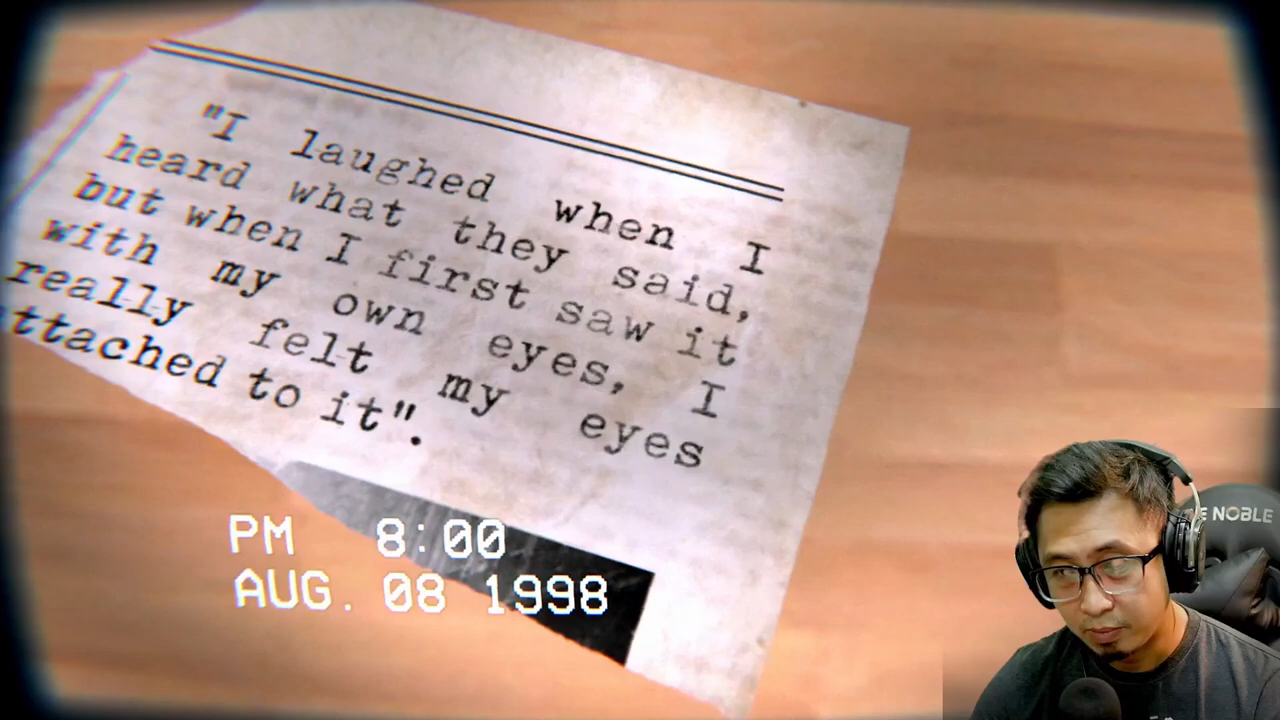 "I laughed when I
heard what they said,
but when I first saw it
with my own eyes, I
really felt my eyes
ttached to it".
PM 8:00
AUG. 08 1998
E NOBLE